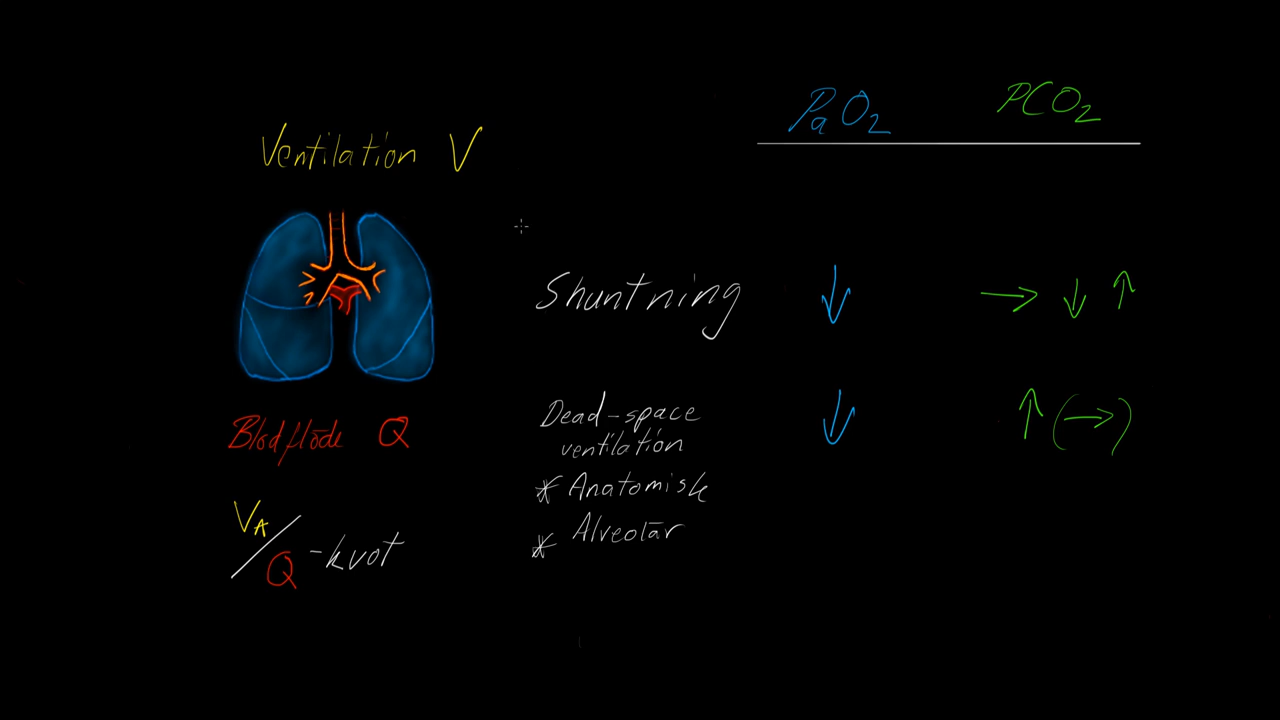 PaO2 PCO2
Ventilation V
Shuntning ↓ → ↓ ↑
Blodflöde Q
Dead-space ↓ ↑ (→)
ventilation
* Anatomisk
* Alveolär
VA/Q -kvot